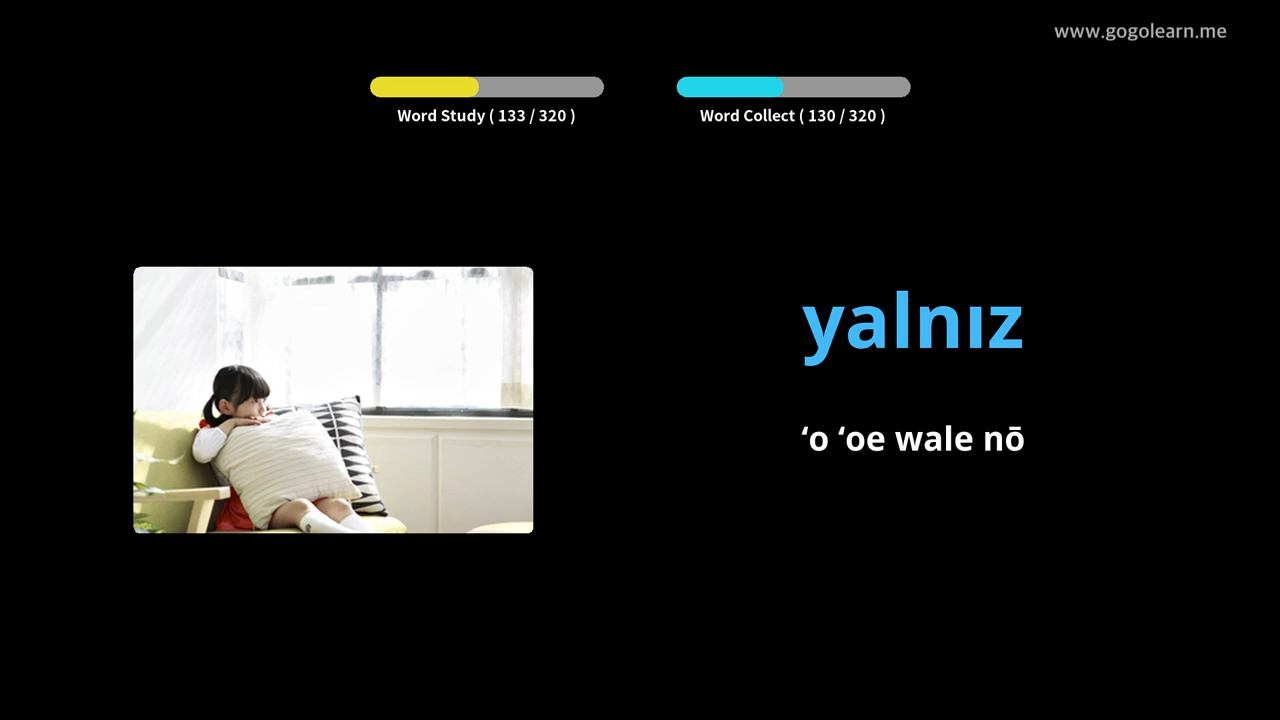 www.gogolearn.me
Word Study ( 133 / 320 )
Word Collect ( 130 / 320 )
yalnız
ʻo ʻoe wale nō